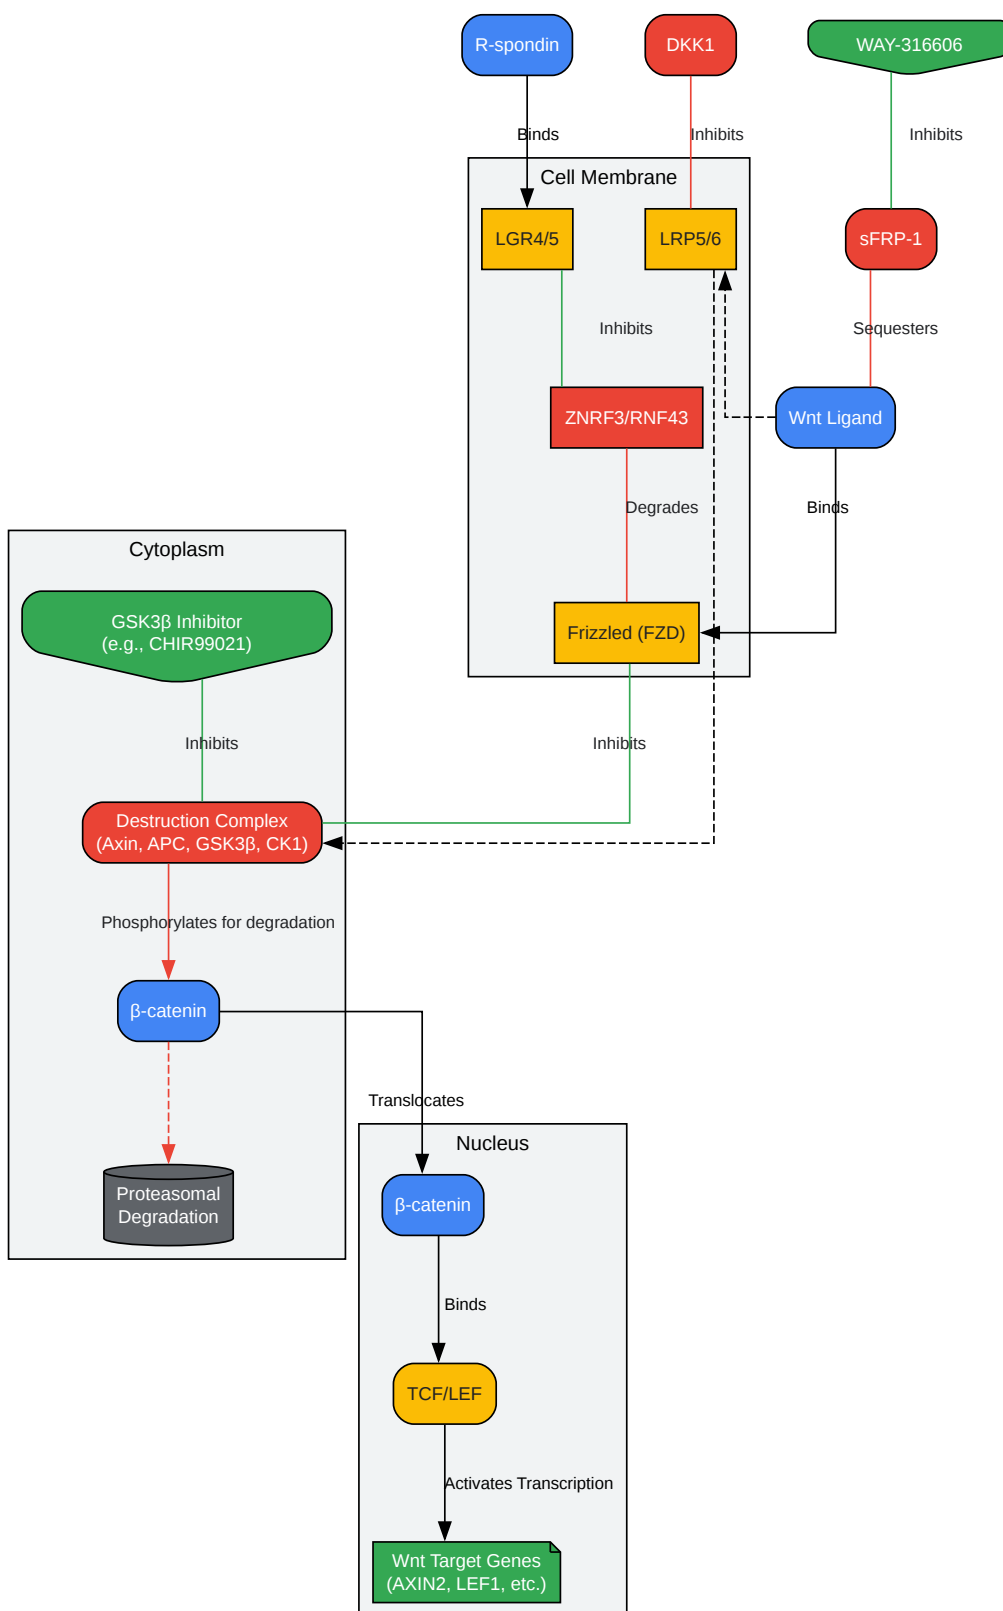 R-spondin
DKK1
WAY-316606
Binds
Inhibits
Inhibits
Cell Membrane
LGR4/5
LRP5/6
sFRP-1
Inhibits
Sequesters
ZNRF3/RNF43
Wnt Ligand
Degrades
Binds
Cytoplasm
GSK3β Inhibitor
(e.g., CHIR99021)
Frizzled (FZD)
Inhibits
Inhibits
Destruction Complex
(Axin, APC, GSK3β, CK1)
Phosphorylates for degradation
β-catenin
Translocates
Nucleus
Proteasomal
Degradation
β-catenin
Binds
TCF/LEF
Activates Transcription
Wnt Target Genes
(AXIN2, LEF1, etc.)